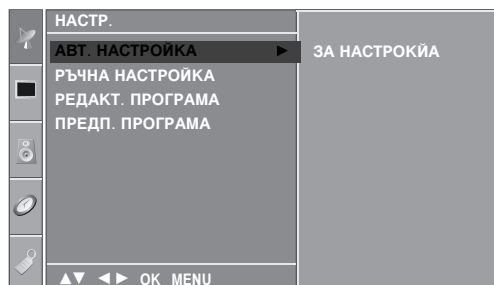 НАСТР.
АВТ. НАСТРОЙКА ► ЗА НАСТРОКЙА
РЪЧНА НАСТРОЙКА
РЕДАКТ. ПРОГРАМА
ПРЕДП. ПРОГРАМА
▲▼ ◄► OK MENU